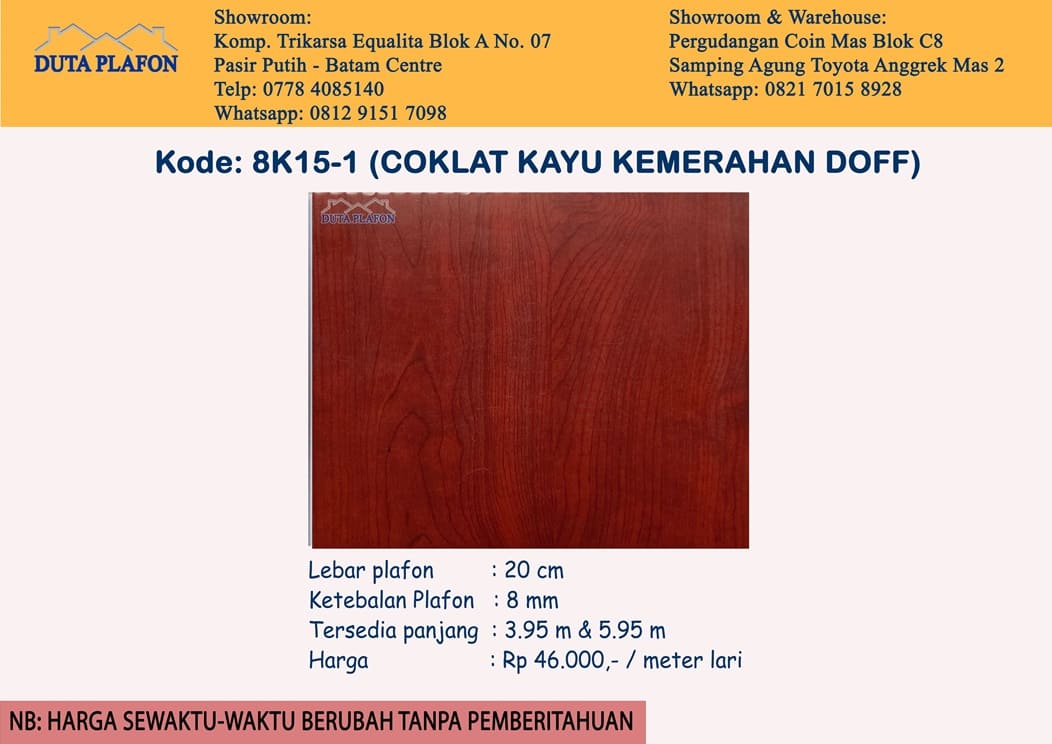 DUTA PLAFON
Showroom:
Komp. Trikarsa Equalita Blok A No. 07
Pasir Putih - Batam Centre
Telp: 0778 4085140
Whatsapp: 0812 9151 7098
Showroom & Warehouse:
Pergudangan Coin Mas Blok C8
Samping Agung Toyota Anggrek Mas 2
Whatsapp: 0821 7015 8928
Kode: 8K15-1 (COKLAT KAYU KEMERAHAN DOFF)
DUTA PLAFON
Lebar plafon : 20 cm
Ketebalan Plafon : 8 mm
Tersedia panjang : 3.95 m & 5.95 m
Harga : Rp 46.000,- / meter lari
NB: HARGA SEWAKTU-WAKTU BERUBAH TANPA PEMBERITAHUAN